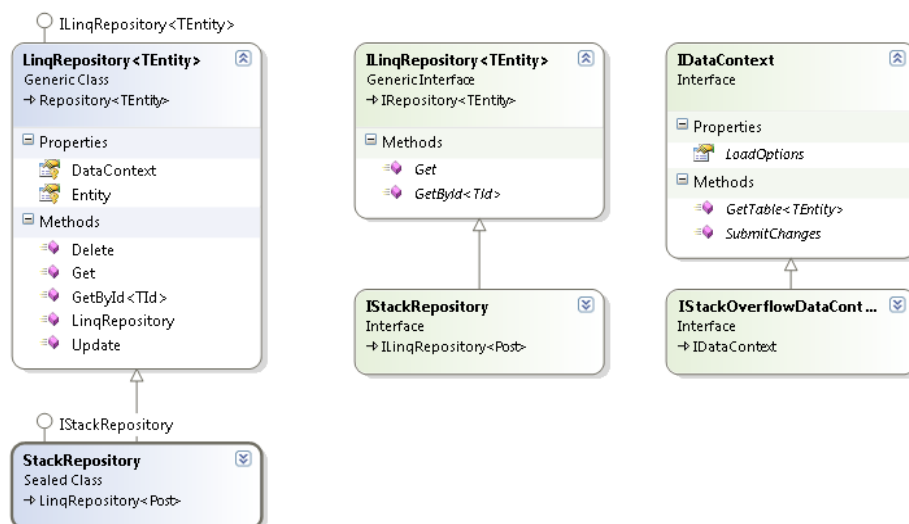 ILinqRepository<TEntity>
LinqRepository<TEntity>
Generic Class
Repository<TEntity>
Properties
DataContext
Entity
Methods
Delete
Get
GetById<TId>
LinqRepository
Update
IStackRepository
StackRepository
Sealed Class
LinqRepository<Post>
ILinqRepository<TEntity>
Generic Interface
IRepository<TEntity>
Methods
Get
GetById<TId>
IStackRepository
Interface
ILinqRepository<Post>
IDataContext
Interface
Properties
LoadOptions
Methods
GetTable<TEntity>
SubmitChanges
IStackOverflowDataCont...
Interface
IDataContext